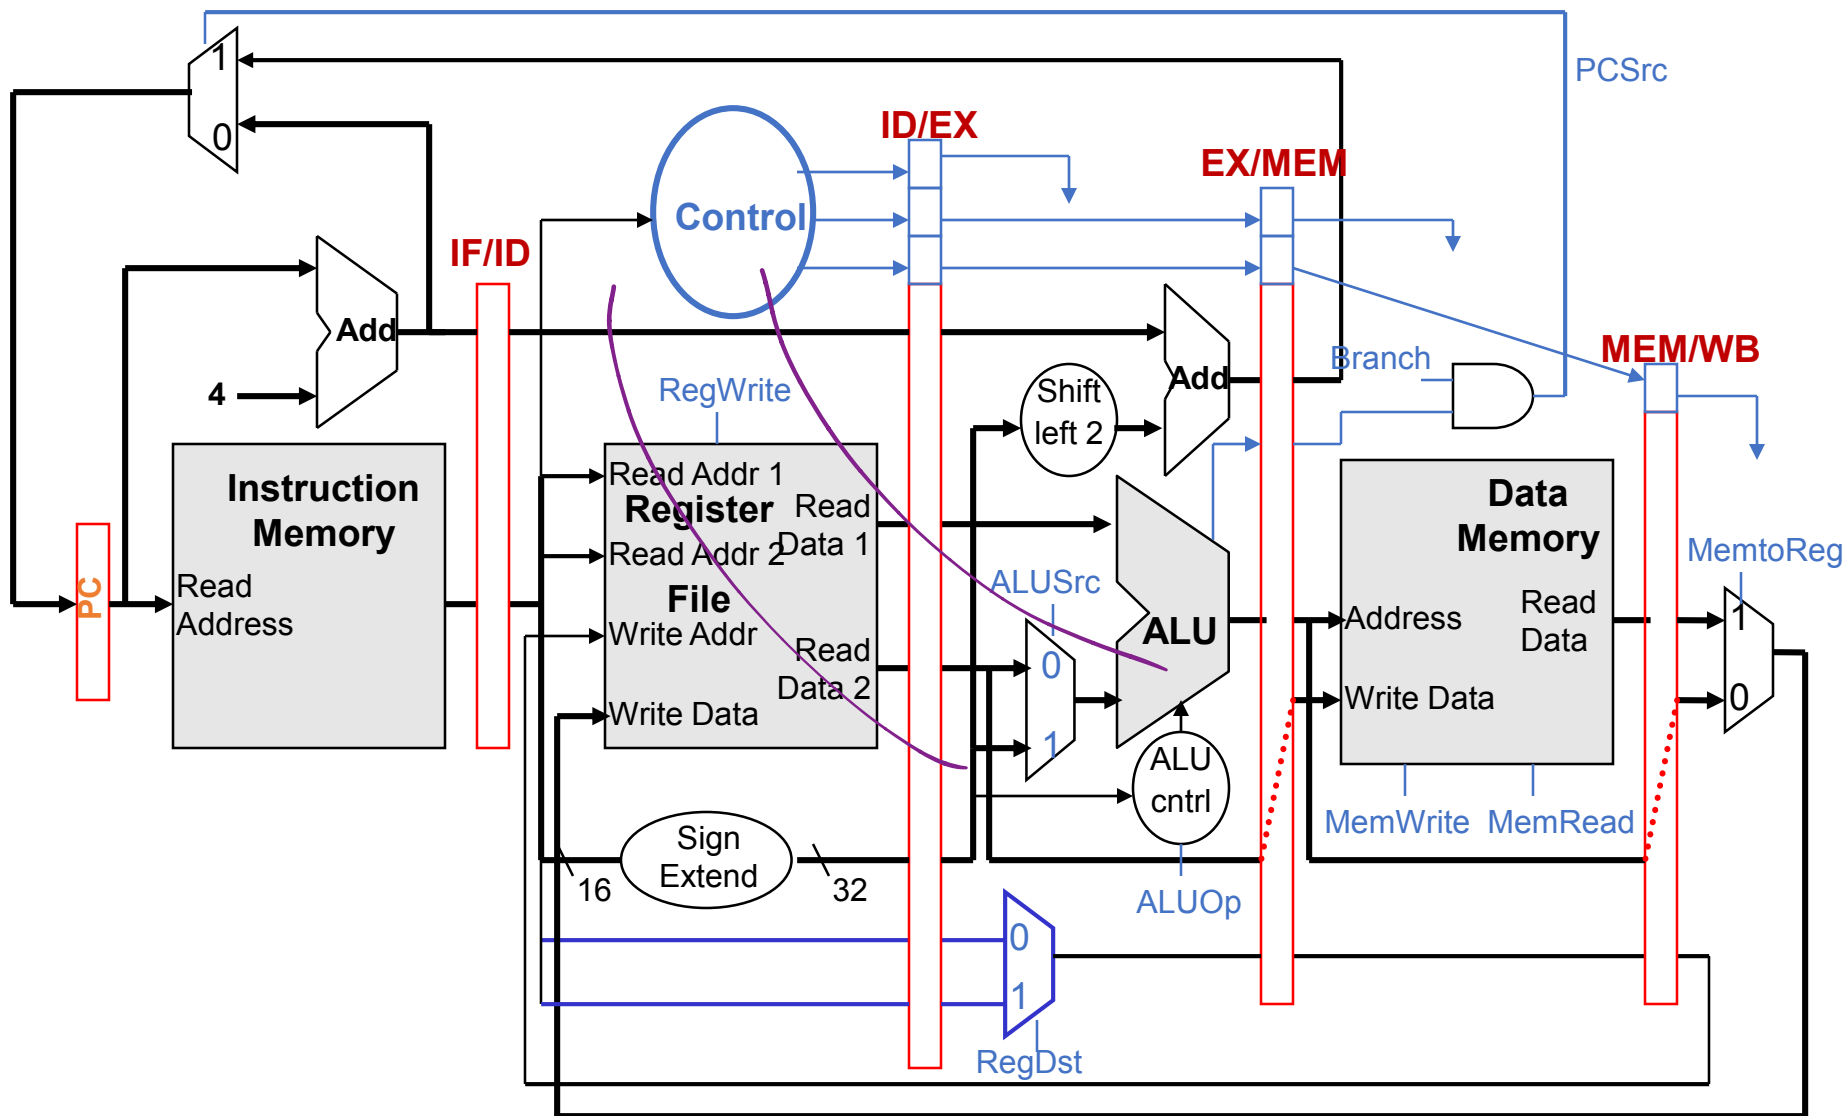 1
0
PCSrc
ID/EX
EX/MEM
Control
IF/ID
Add
4
RegWrite
Shift
left 2
Add
Branch
MEM/WB
Instruction
Memory
Read
Address
PC
Read Addr 1
Register
Read
Data 1
Read Addr 2
File
Write Addr
Read
Data 2
Write Data
ALUSrc
0
1
ALU
ALU
cntrl
ALUOp
Data
Memory
Address
Read
Data
Write Data
MemWrite
MemRead
MemtoReg
1
0
Sign
Extend
16
32
0
1
RegDst